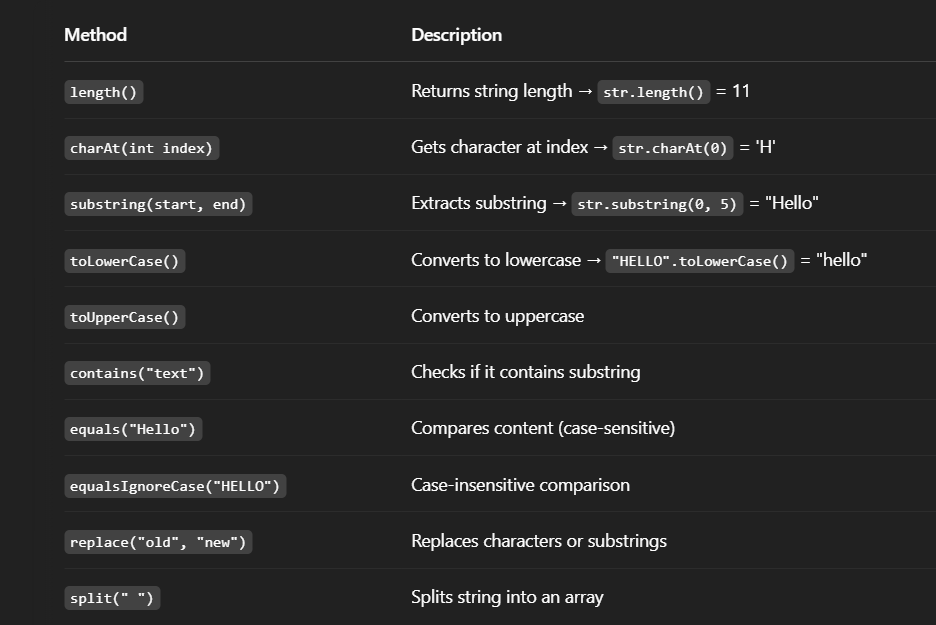 Method Description
length() Returns string length → str.length() = 11
charAt(int index) Gets character at index → str.charAt(0) = 'H'
substring(start, end) Extracts substring → str.substring(0, 5) = "Hello"
toLowerCase() Converts to lowercase → "HELLO".toLowerCase() = "hello"
toUpperCase() Converts to uppercase
contains("text") Checks if it contains substring
equals("Hello") Compares content (case-sensitive)
equalsIgnoreCase("HELLO") Case-insensitive comparison
replace("old", "new") Replaces characters or substrings
split(" ") Splits string into an array